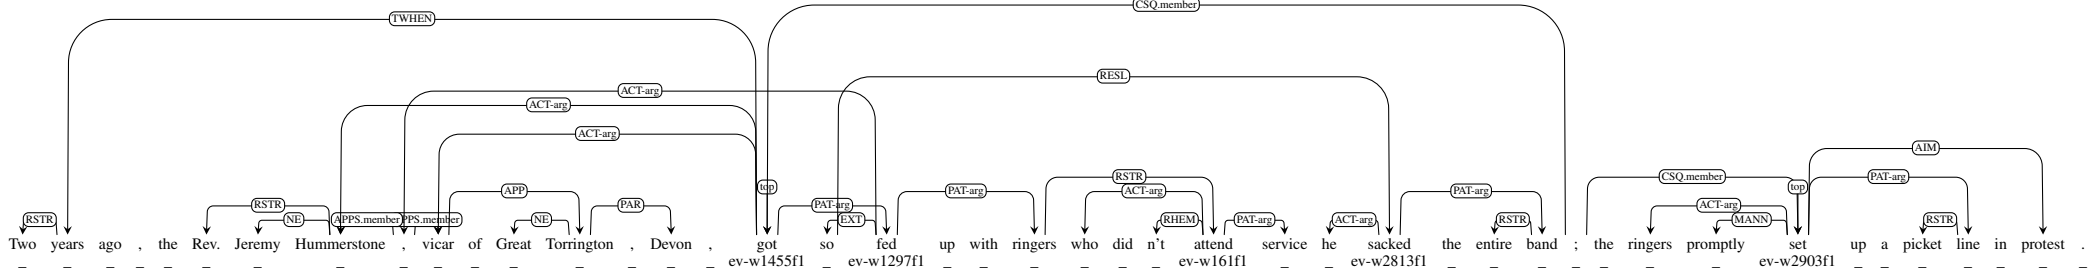 CSQ.member
TWHEN
RESL
ACT-arg
ACT-arg
ACT-arg
AIM
RSTR CSQ.member PAT-arg
top top
APP PAT-arg ACT-arg PAT-arg
RSTR PAR PAT-arg ACT-arg
RSTR NE APPS.member PPS.member NE EXT RHEM PAT-arg ACT-arg RSTR MANN RSTR
Two years ago , the Rev. Jeremy Hummerstone , vicar of Great Torrington , Devon , got so fed up with ringers who did n't attend service he sacked the entire band ; the ringers promptly set up a picket line in protest .
_ _ _ _ _ _ _ _ _ _ _ _ _ _ _ _ ev-w1455f1 _ ev-w1297f1 _ _ _ _ _ _ ev-w161f1 _ _ ev-w2813f1 _ _ _ _ _ _ _ ev-w2903f1 _ _ _ _ _ _ _